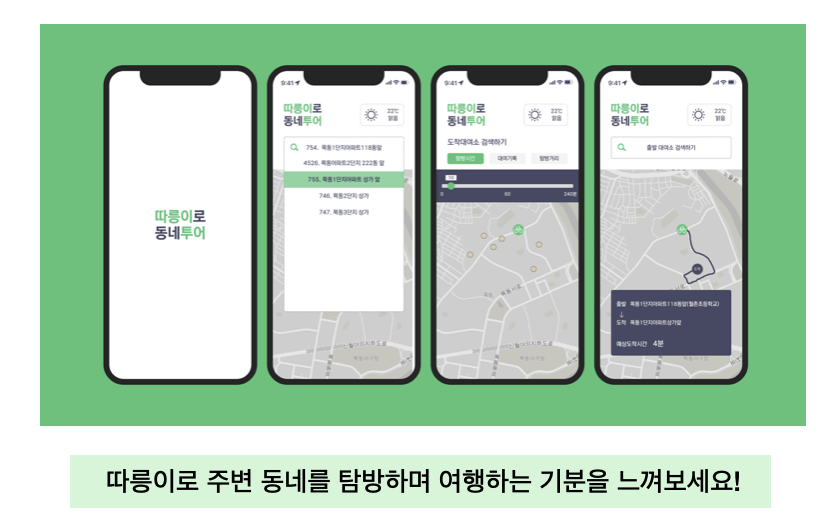 따릉이로
동네투어
9:41
따릉이로
동네투어
22℃
맑음
754. 목동1단지아파트118동앞
4526. 목동아파트2단지 222동 앞
755. 목동1단지아파트 상가 앞
746. 목동2단지 상가
747. 목동3단지 상가
9:41
따릉이로
동네투어
22℃
맑음
도착대여소 검색하기
탐방시간 대여기록 탐방거리
0 60 240분
9:41
따릉이로
동네투어
22℃
맑음
출발 대여소 검색하기
출발 목동1단지아파트118동앞(월촌초등학교)
↓
도착 목동1단지아파트상가앞
예상도착시간 4분
따릉이로 주변 동네를 탐방하며 여행하는 기분을 느껴보세요!